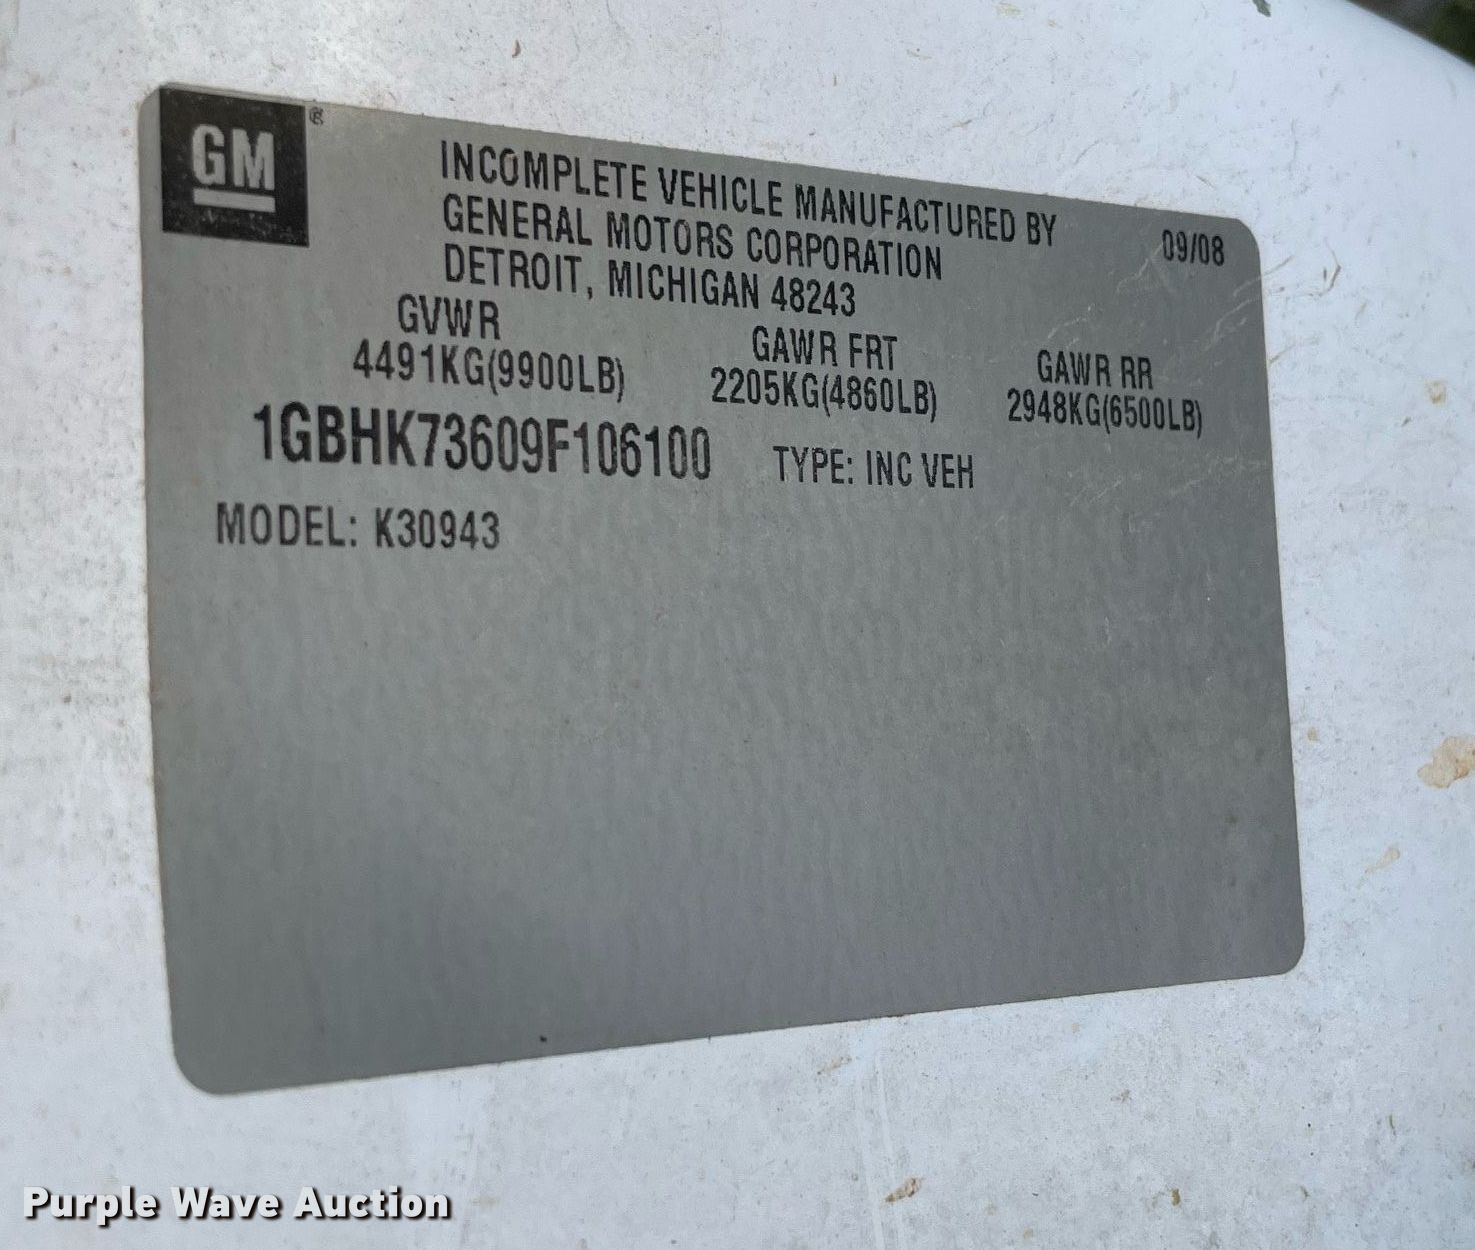 GM ®
INCOMPLETE VEHICLE MANUFACTURED BY
GENERAL MOTORS CORPORATION
DETROIT, MICHIGAN 48243
09/08
GVWR
4491KG(9900LB)
GAWR FRT
2205KG(4860LB)
GAWR RR
2948KG(6500LB)
1GBHK73609F106100
TYPE: INC VEH
MODEL: K30943
Purple Wave Auction